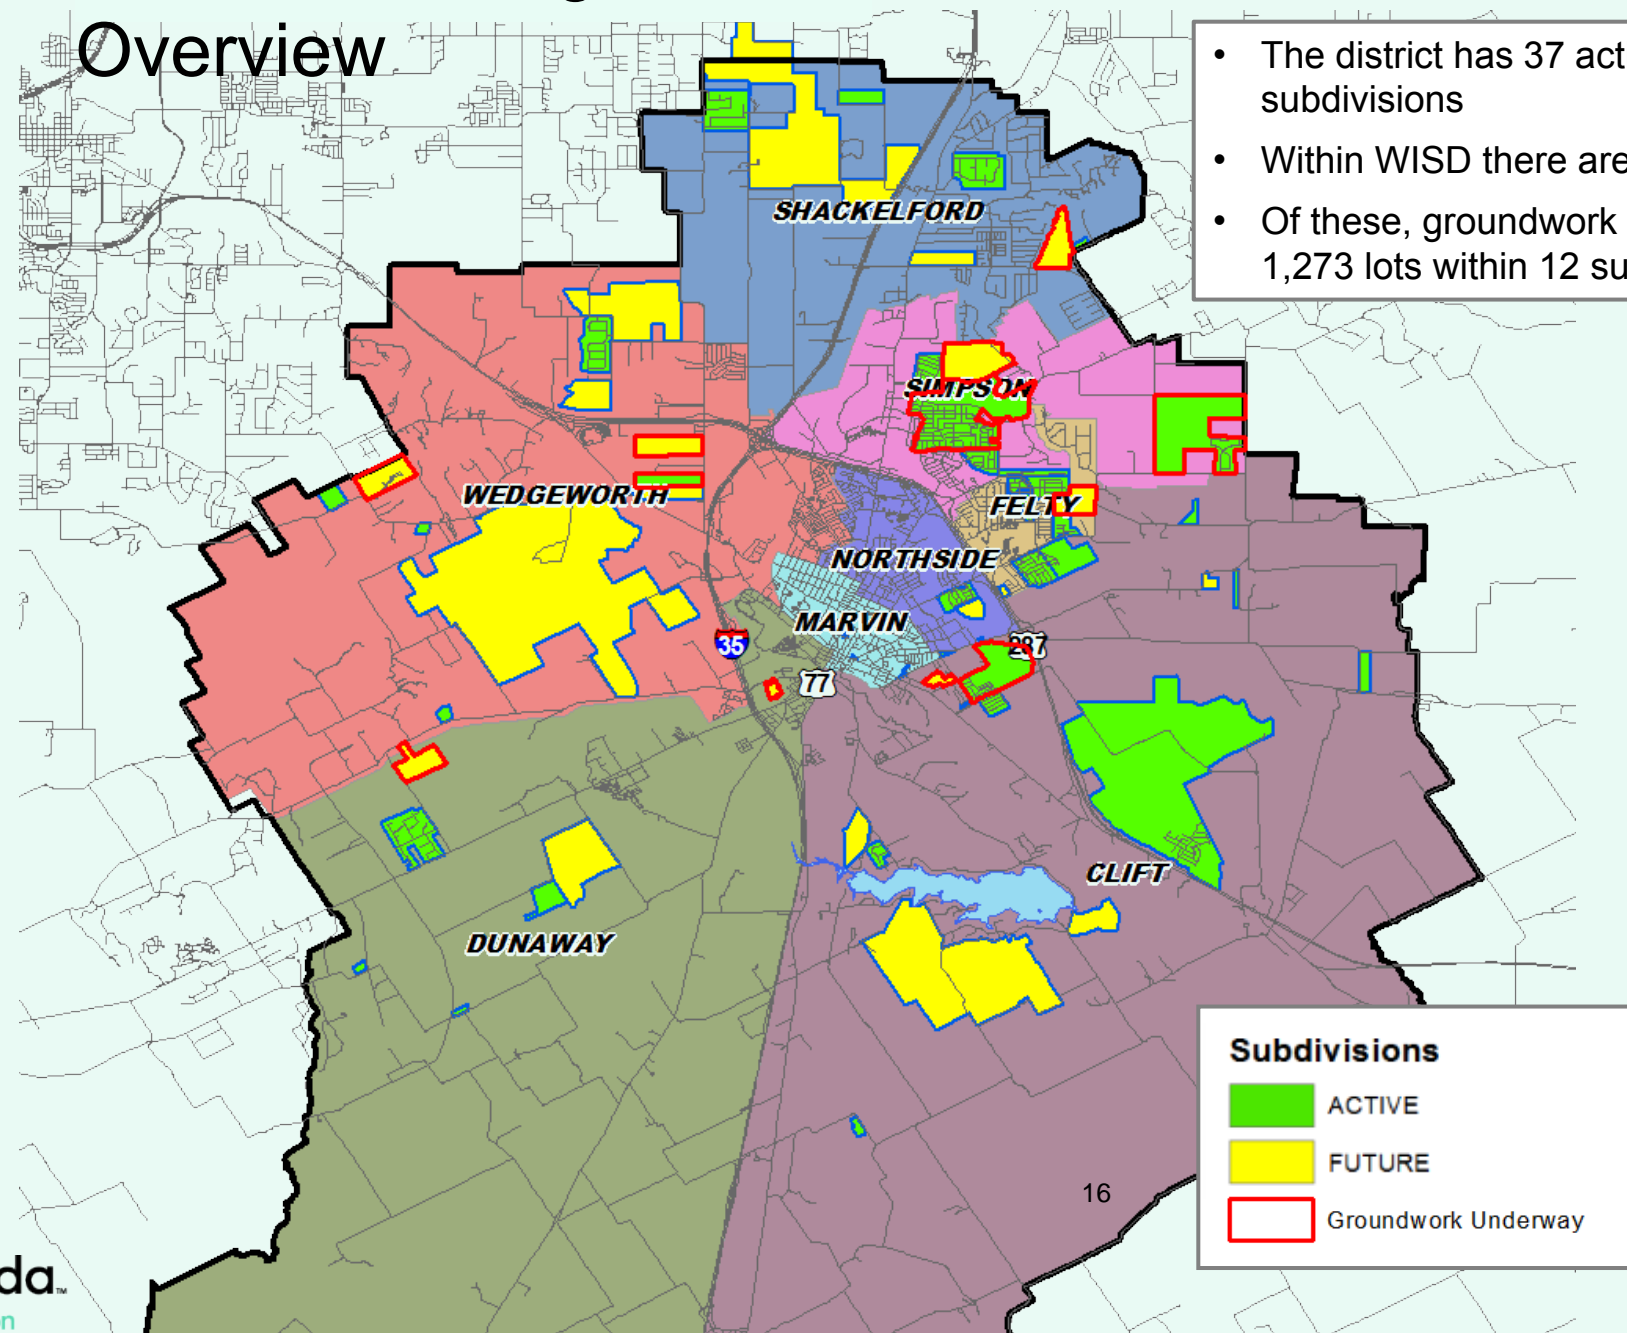 Overview
• The district has 37 act
subdivisions
• Within WISD there are
• Of these, groundwork
1,273 lots within 12 su
SHACKELFORD
SIMPSON
WEDGEWORTH
FELTY
NORTHSIDE
MARVIN
35
287
77
CLIFT
DUNAWAY
Subdivisions
ACTIVE
FUTURE
Groundwork Underway
16
da™
n